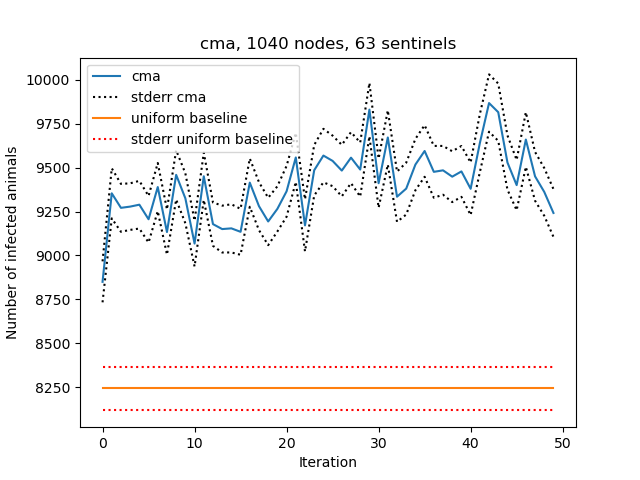 cma, 1040 nodes, 63 sentinels
cma
stderr cma
uniform baseline
stderr uniform baseline
Number of infected animals
10000
9750
9500
9250
9000
8750
8500
8250
0 10 20 30 40 50
Iteration